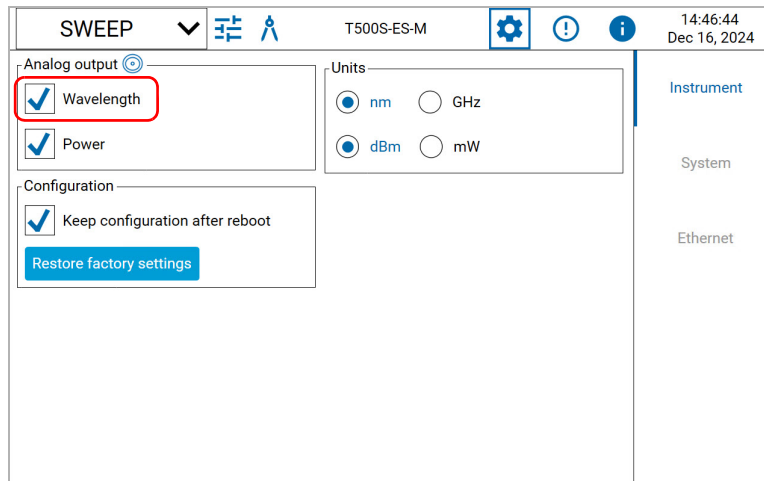 SWEEP
T500S-ES-M
14:46:44
Dec 16, 2024
Analog output
Wavelength
Power
Units
nm GHz
dBm mW
Configuration
Keep configuration after reboot
Restore factory settings
Instrument
System
Ethernet